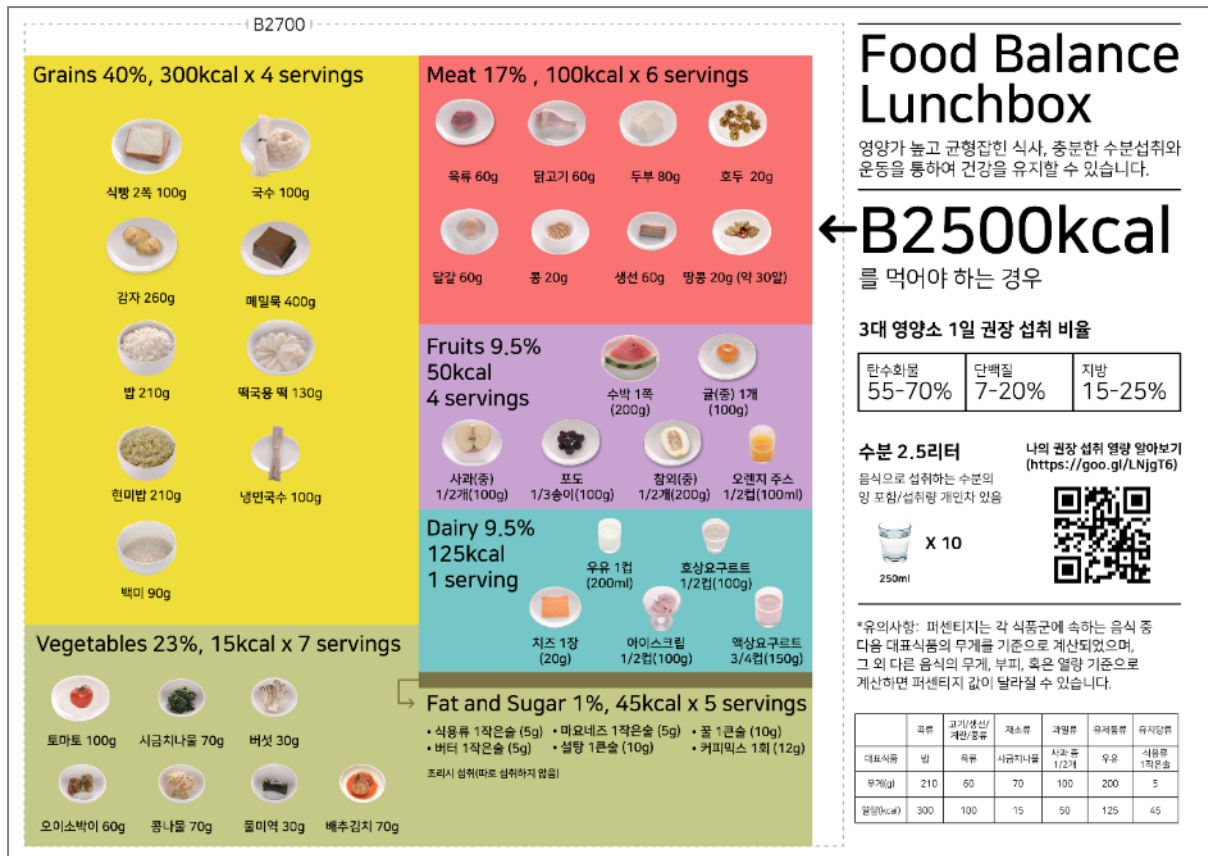 B2700
Grains 40%, 300kcal x 4 servings
식빵 2쪽 100g
국수 100g
감자 260g
메밀묵 400g
밥 210g
떡국용 떡 130g
현미밥 210g
냉면국수 100g
백미 90g
Meat 17% , 100kcal x 6 servings
육류 60g
닭고기 60g
두부 80g
호두 20g
달걀 60g
콩 20g
생선 60g
땅콩 20g (약 30알)
Fruits 9.5%
50kcal
4 servings
수박 1쪽
(200g)
귤(중) 1개
(100g)
사과(중)
1/2개(100g)
포도
1/3송이(100g)
참외(중)
1/2개(200g)
오렌지 주스
1/2컵(100ml)
Dairy 9.5%
125kcal
1 serving
우유 1컵
(200ml)
호상요구르트
1/2컵(100g)
치즈 1장
(20g)
아이스크림
1/2컵(100g)
액상요구르트
3/4컵(150g)
Vegetables 23%, 15kcal x 7 servings
토마토 100g
시금치나물 70g
버섯 30g
오이소박이 60g
콩나물 70g
물미역 30g
배추김치 70g
Fat and Sugar 1%, 45kcal x 5 servings
• 식용류 1작은술 (5g) • 마요네즈 1작은술 (5g) • 꿀 1큰술 (10g)
• 버터 1작은술 (5g) • 설탕 1큰술 (10g) • 커피믹스 1회 (12g)
조리시 섭취(따로 섭취하지 않음)
Food Balance
Lunchbox
영양가 높고 균형잡힌 식사, 충분한 수분섭취와
운동을 통하여 건강을 유지할 수 있습니다.
←B2500kcal
를 먹어야 하는 경우
3대 영양소 1일 권장 섭취 비율
탄수화물 단백질 지방
55-70% 7-20% 15-25%
수분 2.5리터
음식으로 섭취하는 수분의
양 포함/섭취량 개인차 있음
X 10
250ml
나의 권장 섭취 열량 알아보기
(https://goo.gl/LNjgT6)
*유의사항: 퍼센티지는 각 식품군에 속하는 음식 중
다음 대표식품의 무게를 기준으로 계산되었으며,
그 외 다른 음식의 무게, 부피, 혹은 열량 기준으로
계산하면 퍼센티지 값이 달라질 수 있습니다.
곡류 고기/생선/계란/콩류 채소류 과일류 유제품류 유지당류
대표식품 밥 육류 시금치나물 사과 중 1/2개 우유 식용류 1작은술
무게(g) 210 60 70 100 200 5
열량(kcal) 300 100 15 50 125 45